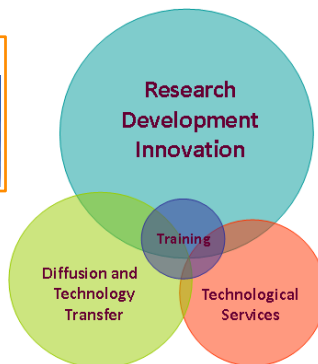 Research
Development
Innovation
Training
Diffusion and
Technology
Transfer
Technological
Services